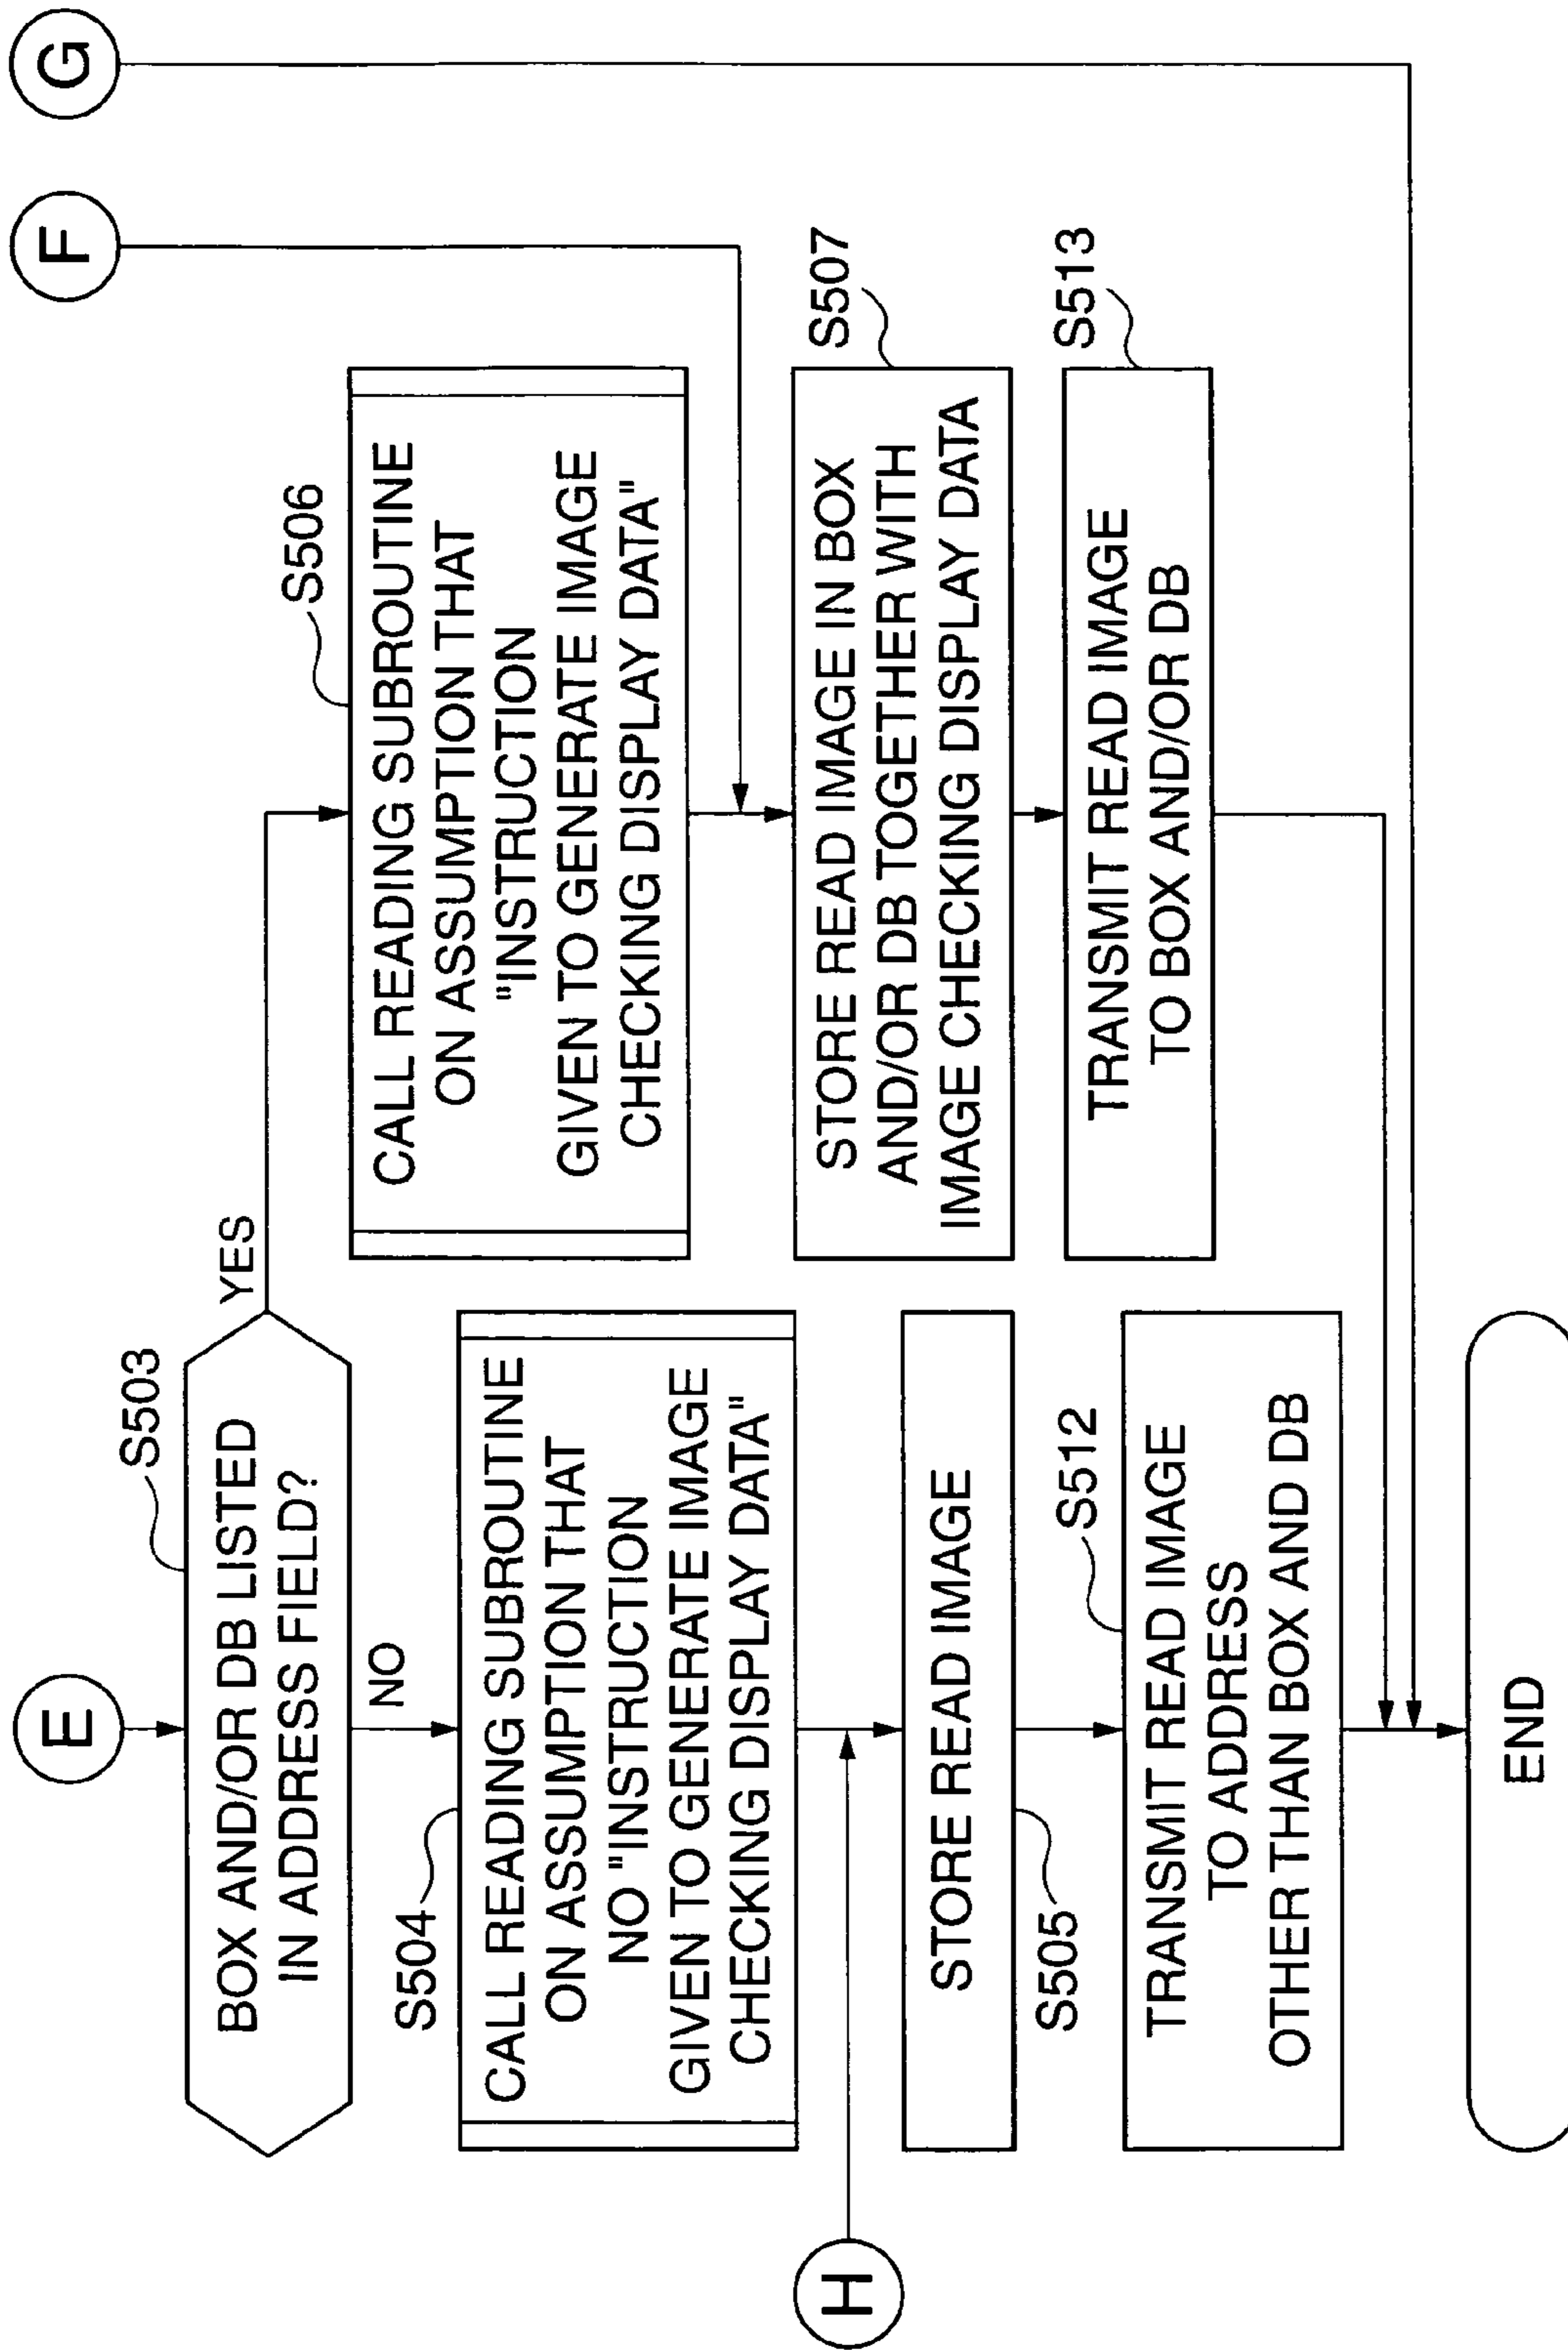 E
F
G
S503
BOX AND/OR DB LISTED
IN ADDRESS FIELD?
YES
NO
S504
CALL READING SUBROUTINE
ON ASSUMPTION THAT
NO "INSTRUCTION
GIVEN TO GENERATE IMAGE
CHECKING DISPLAY DATA"
H
STORE READ IMAGE
S505
S512
TRANSMIT READ IMAGE
TO ADDRESS
OTHER THAN BOX AND DB
S506
CALL READING SUBROUTINE
ON ASSUMPTION THAT
"INSTRUCTION
GIVEN TO GENERATE IMAGE
CHECKING DISPLAY DATA"
S507
STORE READ IMAGE IN BOX
AND/OR DB TOGETHER WITH
IMAGE CHECKING DISPLAY DATA
S513
TRANSMIT READ IMAGE
TO BOX AND/OR DB
END